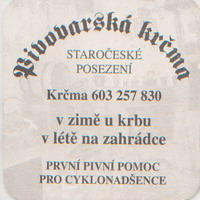 Pivovarská krčma
STAROČESKÉ
POSEZENÍ
Krčma 603 257 830
v zimě u krbu
v létě na zahrádce
PRVNÍ PIVNÍ POMOC
PRO CYKLONADŠENCE